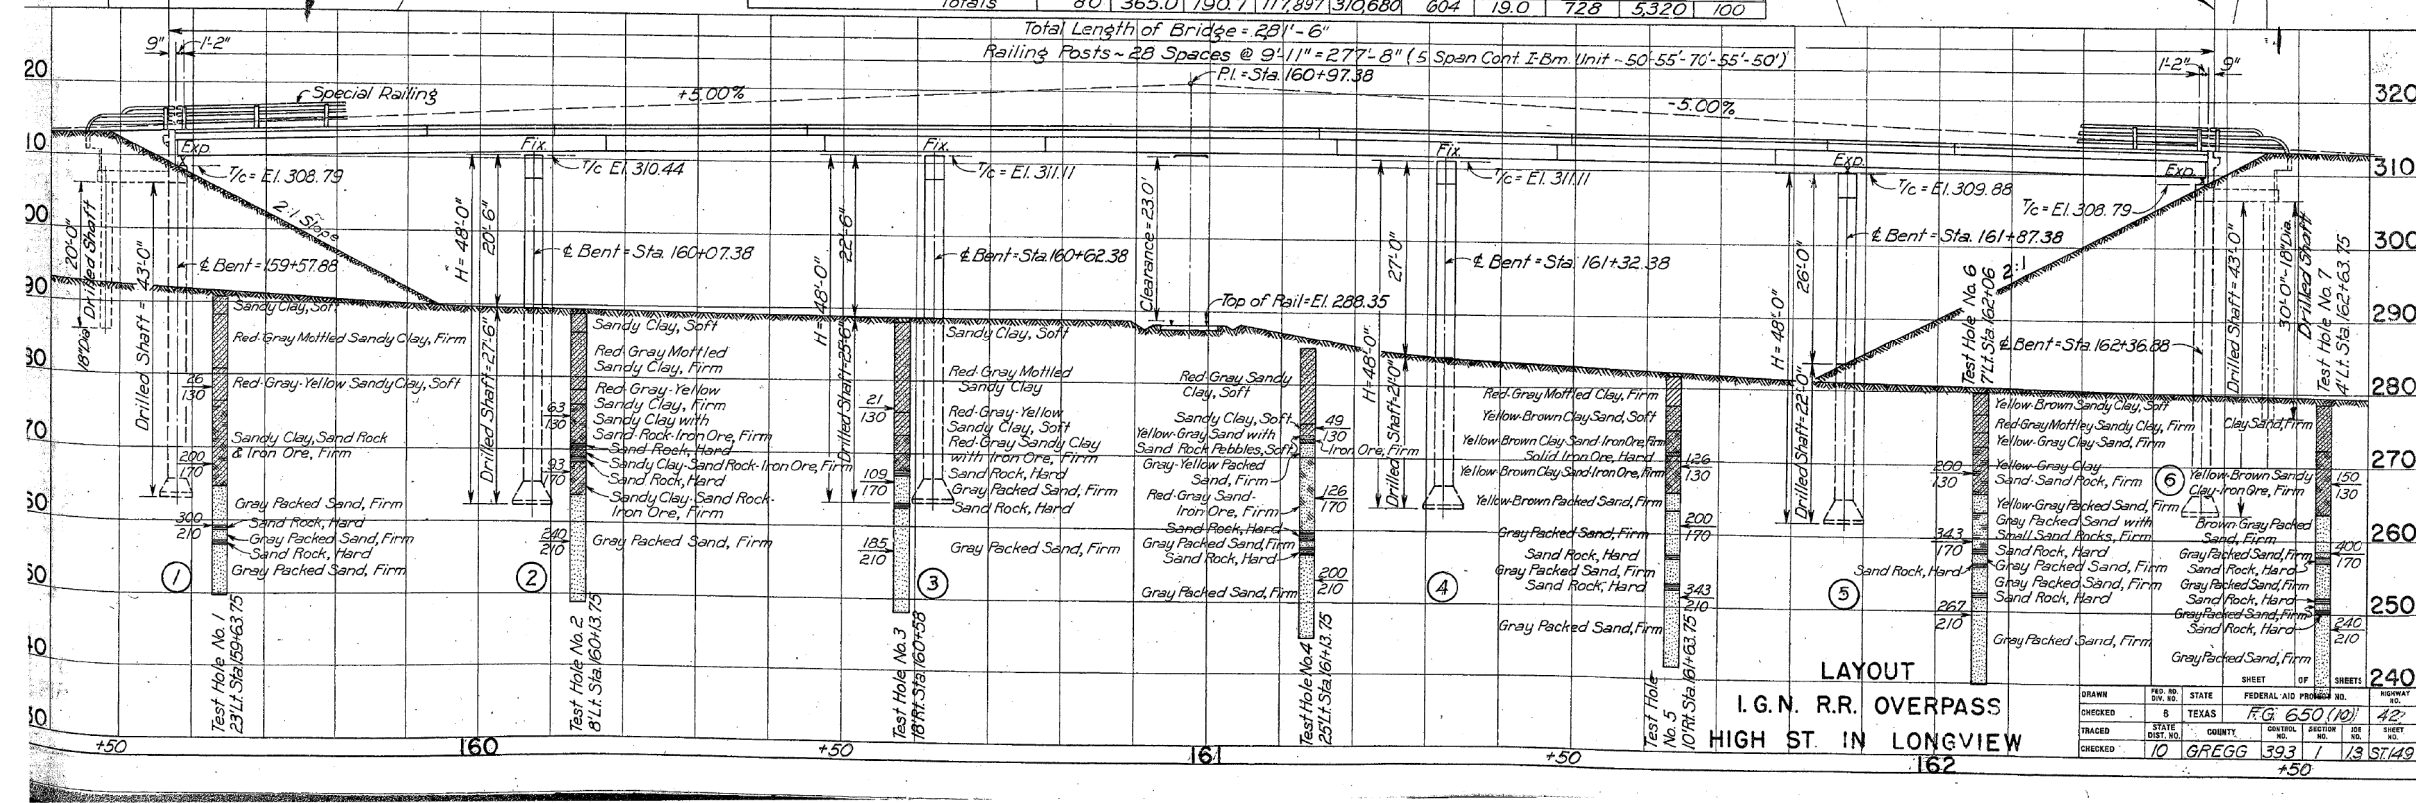 Totals 80 365.0 190.7 117,897 310,680 604 19.0 728 5,320 100
Total Length of Bridge = 281'-6"
Railing Posts ~ 28 Spaces @ 9'-11" = 277'-8" (5 Span Cont. I-Bm. Unit ~ 50'-55'-70'-55'-50')
P.I. = Sta. 160+97.38
9" 1'-2"
1'-2" 9"
Special Railing
+5.00%
-5.00%
20
10
00
90
80
70
60
50
40
30
320
310
300
290
280
270
260
250
240
Exp.
Fix.
Fix.
Fix.
Exp.
Exp.
T/c = El. 308.79
T/c El. 310.44
T/c = El. 311.11
T/c = El. 311.11
T/c = El. 309.88
T/c = El. 308.79
20'-0"
18" Dia. Drilled Shaft
Drilled Shaft = 43'-0"
2:1 Slope
H = 48'-0"
20'-6"
Drilled Shaft = 27'-6"
H = 48'-0"
22'-6"
Drilled Shaft = 25'-6"
Clearance = 23.0'
27'-0"
H = 48'-0"
Drilled Shaft = 21'-0"
26'-0"
H = 48'-0"
Drilled Shaft = 22'-0"
2:1
Drilled Shaft = 43'-0"
30'-0"-18" Dia.
Drilled Shaft
℄ Bent = 159+57.88
℄ Bent = Sta. 160+07.38
℄ Bent = Sta. 160+62.38
℄ Bent = Sta. 161+32.38
℄ Bent = Sta. 161+87.38
℄ Bent = Sta. 162+36.88
Top of Rail = El. 288.35
Sandy Clay, Soft
Red-Gray Mottled Sandy Clay, Firm
26/130
Red-Gray-Yellow Sandy Clay, Soft
Sandy Clay, Sand Rock
& Iron Ore, Firm
200/170
Gray Packed Sand, Firm
300/210
Sand Rock, Hard
Gray Packed Sand, Firm
Sand Rock, Hard
Gray Packed Sand, Firm
1
Test Hole No. 1
23' Lt. Sta. 159+63.75
Sandy Clay, Soft
Red-Gray Mottled
Sandy Clay, Firm
Red-Gray-Yellow
Sandy Clay, Firm
63/130
Sandy Clay with
Sand-Rock-Iron Ore, Firm
Sand Rock, Hard
Sandy Clay-Sand Rock-Iron Ore, Firm
93/170
Sand Rock, Hard
Sandy Clay-Sand Rock-
Iron Ore, Firm
240/210
Gray Packed Sand, Firm
2
Test Hole No. 2
8' Lt. Sta. 160+13.75
Sandy Clay, Soft
Red-Gray Mottled
Sandy Clay
21/130
Red-Gray-Yellow
Sandy Clay, Soft
Red-Gray Sandy Clay
with Iron Ore, Firm
109/170
Sand Rock, Hard
Gray Packed Sand, Firm
Sand Rock, Hard
185/210
Gray Packed Sand, Firm
3
Test Hole No. 3
18' Rt. Sta. 160+58
Red-Gray Sandy
Clay, Soft
Sandy Clay, Soft
49/130
Yellow-Gray Sand with
Sand Rock Pebbles, Soft
Iron Ore, Firm
Gray-Yellow Packed
Sand, Firm
126/170
Red-Gray Sand-
Iron Ore, Firm
Sand Rock, Hard
Gray Packed Sand, Firm
Sand Rock, Hard
200/210
Gray Packed Sand, Firm
Test Hole No. 4
25' Lt. Sta. 161+13.75
Red-Gray Mottled Clay, Firm
Yellow-Brown Clay Sand, Soft
Yellow-Brown Clay-Sand-Iron Ore, Firm
Solid Iron Ore, Hard
126/130
Yellow-Brown Clay Sand-Iron Ore, Firm
Yellow-Brown Packed Sand, Firm
200/170
Gray Packed Sand, Firm
Sand Rock, Hard
Gray Packed Sand, Firm
Sand Rock, Hard
343/210
Gray Packed Sand, Firm
4
Test Hole
No. 5
10' Rt. Sta. 161+63.75
Test Hole No. 6
7' Lt. Sta. 162+06
Yellow-Brown Sandy Clay, Soft
Red-Gray Mottley Sandy Clay, Firm
Yellow-Gray Clay-Sand, Firm
200/130
Yellow-Gray Clay
Sand-Sand Rock, Firm
Yellow-Gray Packed Sand, Firm
Gray Packed Sand with
Small Sand Rocks, Firm
343/170
Sand Rock, Hard
Sand Rock, Hard
Gray Packed Sand, Firm
Gray Packed Sand, Firm
Sand Rock, Hard
267/210
Gray Packed Sand, Firm
5
Test Hole No. 7
4' Lt. Sta. 162+63.75
Clay Sand, Firm
6
Yellow-Brown Sandy
Clay-Iron Ore, Firm
150/130
Brown-Gray Packed
Sand, Firm
Gray Packed Sand, Firm
400/170
Sand Rock, Hard
Gray Packed Sand, Firm
Sand Rock, Hard
Gray Packed Sand, Firm
Sand Rock, Hard
240/210
Gray Packed Sand, Firm
+50 160 +50 161 +50 162 +50
LAYOUT
I.G.N. R.R. OVERPASS
HIGH ST. IN LONGVIEW
SHEET OF SHEETS
DRAWN FED. RD. DIV. NO. STATE FEDERAL AID PROJECT NO. HIGHWAY NO.
CHECKED 6 TEXAS F.G. 650 (10) 42
TRACED STATE DIST. NO. COUNTY CONTROL NO. SECTION NO. JOB NO. SHEET NO.
CHECKED 10 GREGG 393 1 13 ST149